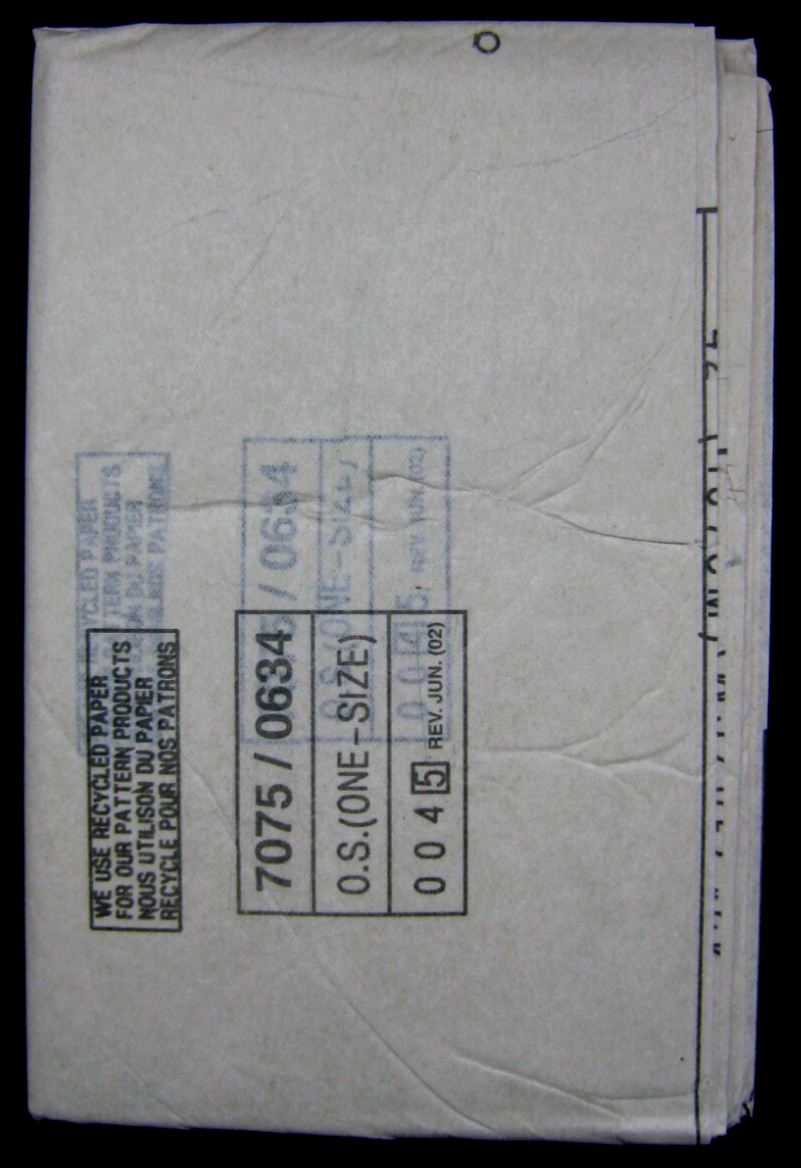 WE USE RECYCLED PAPER
FOR OUR PATTERN PRODUCTS
NOUS UTILISON DU PAPIER
RECYCLE POUR NOS PATRONS
7075 / 0634
O.S.(ONE-SIZE)
0 0 4 5 REV. JUN. (02)